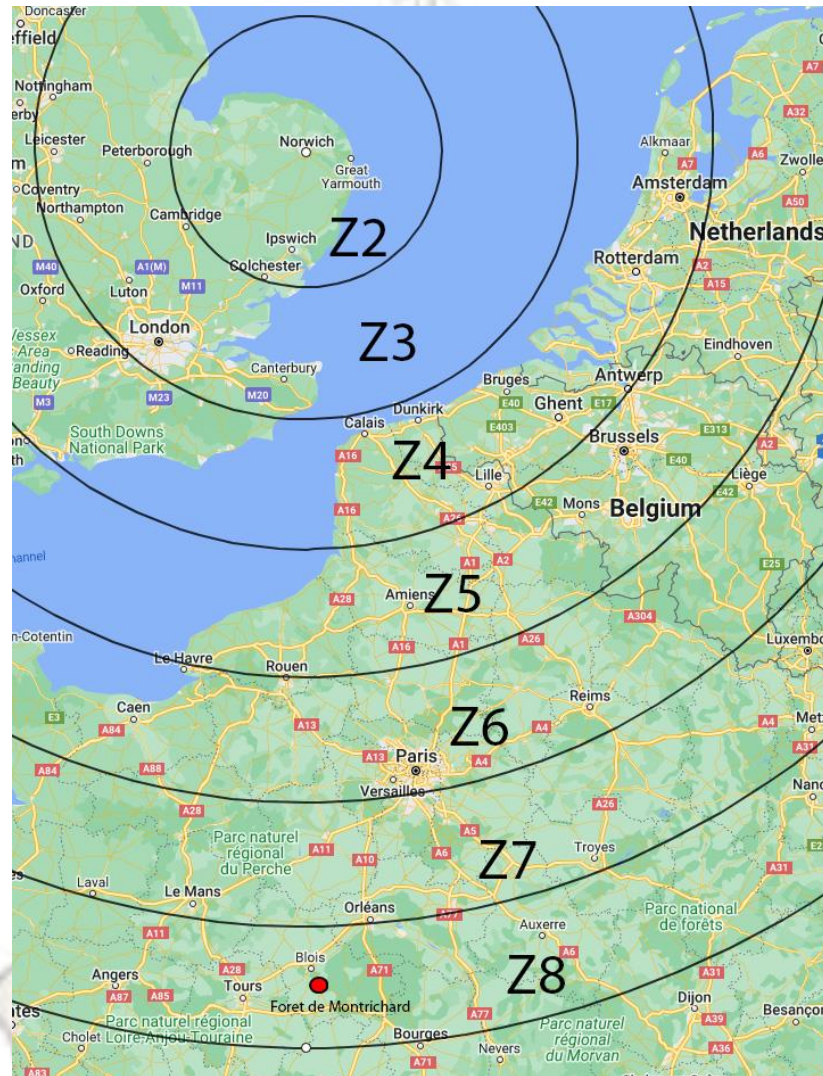 Doncaster
effield
A7
Nottingham
A32
erby
Norwich
Alkmaar
Leicester
Peterborough
A7
A6
Zwolle
m
Great
Yarmouth
Amsterdam
Coventry
A50
Northampton
Cambridge
Z2
Netherlands
ND
Ipswich
M40
A1(M)
M11
Colchester
Rotterdam
A2
Oxford
Luton
A15
London
Z3
Wessex
Area
Reading
Eindhoven
anding
Beauty
Canterbury
Antwerp
M3
M23
M20
Bruges
Dunkirk
E40
Ghent
E17
South Downs
National Park
Calais
E403
Brussels
E313
A2
A16
Z4
th
Lille
E40
Liège
E42
E42
A16
Mons
Belgium
A26
hannel
A1
A2
E25
A28
Amiens
Z5
A304
n-Cotentin
A16
A1
A26
Luxembo
Le Havre
Rouen
Reims
E3
Caen
Z6
A84
A13
A4
Metz
A13
Paris
A4
A31
A84
A88
Versailles
Nanc
A28
A26
A5
Parc naturel
régional
du Perche
A11
A10
A6
Z7
Troyes
A31
Laval
Le Mans
Orléans
Parc national
de forêts
A77
A11
Auxerre
Blois
A6
Angers
A28
A71
Z8
A31
A87
A85
Tours
Foret de Montrichard
A77
Dijon
Besançon
Parc naturel régional
Loire-Anjou-Touraine
Bourges
Parc naturel
régional
du Morvan
A39
Cholet
Nevers
A36
A83
A71